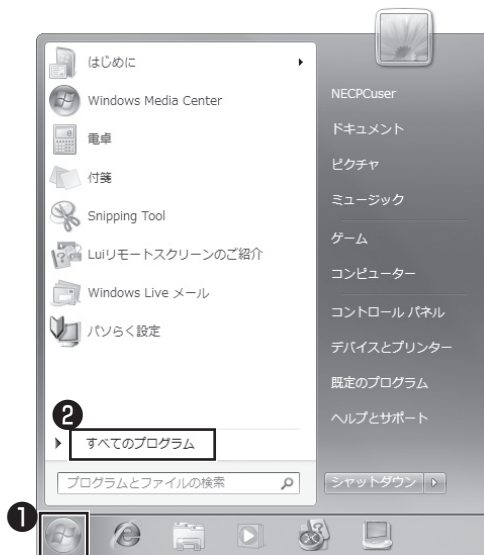 はじめに
Windows Media Center
電卓
付箋
Snipping Tool
Luiリモートスクリーンのご紹介
Windows Live メール
パソらく設定
❷
すべてのプログラム
プログラムとファイルの検索
❶
NECPCuser
ドキュメント
ピクチャ
ミュージック
ゲーム
コンピューター
コントロール パネル
デバイスとプリンター
既定のプログラム
ヘルプとサポート
シャットダウン